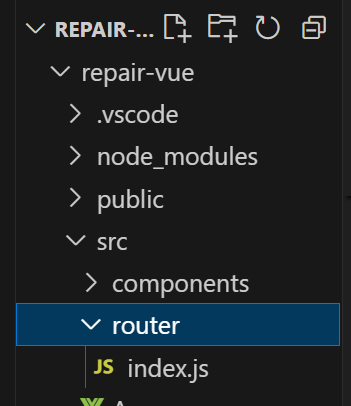 REPAIR-...
repair-vue
.vscode
node_modules
public
src
components
router
JS index.js